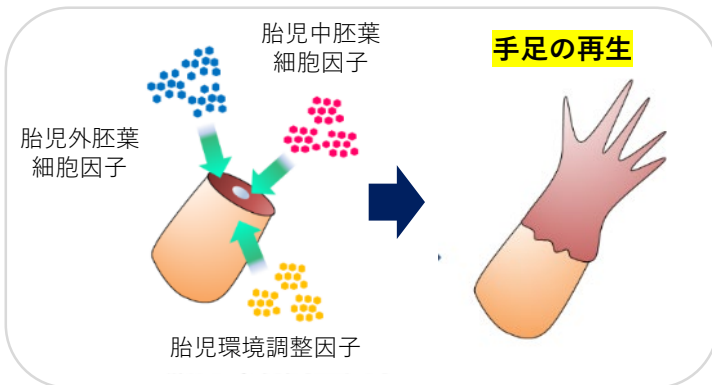 胎児中胚葉
細胞因子
手足の再生
胎児外胚葉
細胞因子
胎児環境調整因子